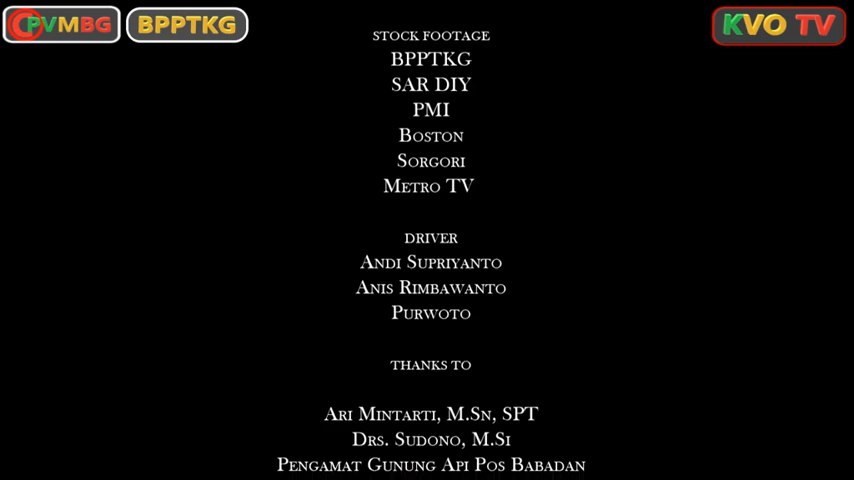 PVMBG
BPPTKG
KVO TV
STOCK FOOTAGE
BPPTKG
SAR DIY
PMI
BOSTON
SORGORI
METRO TV
DRIVER
ANDI SUPRIYANTO
ANIS RIMBAWANTO
PURWOTO
THANKS TO
ARI MINTARTI, M.SN, SPT
DRS. SUDONO, M.SI
PENGAMAT GUNUNG API POS BABADAN